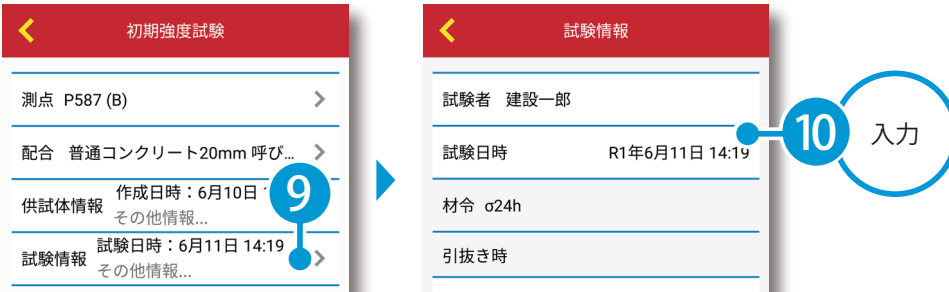 初期強度試験
測点 P587 (B)
配合 普通コンクリート20mm 呼び...
供試体情報 作成日時：6月10日
その他情報...
9
試験情報 試験日時：6月11日 14:19
その他情報...
試験情報
試験者 建設一郎
試験日時 R1年6月11日 14:19
材令 σ24h
引抜き時
10 入力